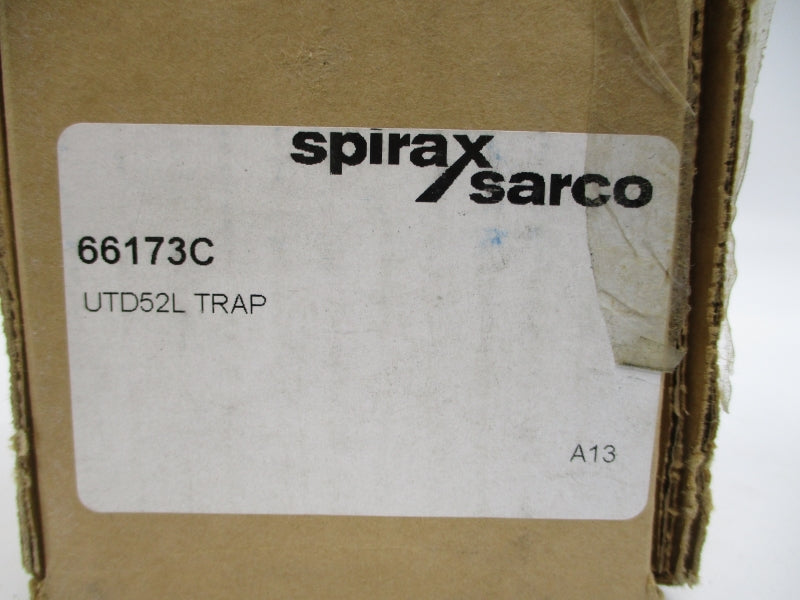 spirax
sarco
66173C
UTD52L TRAP
A13